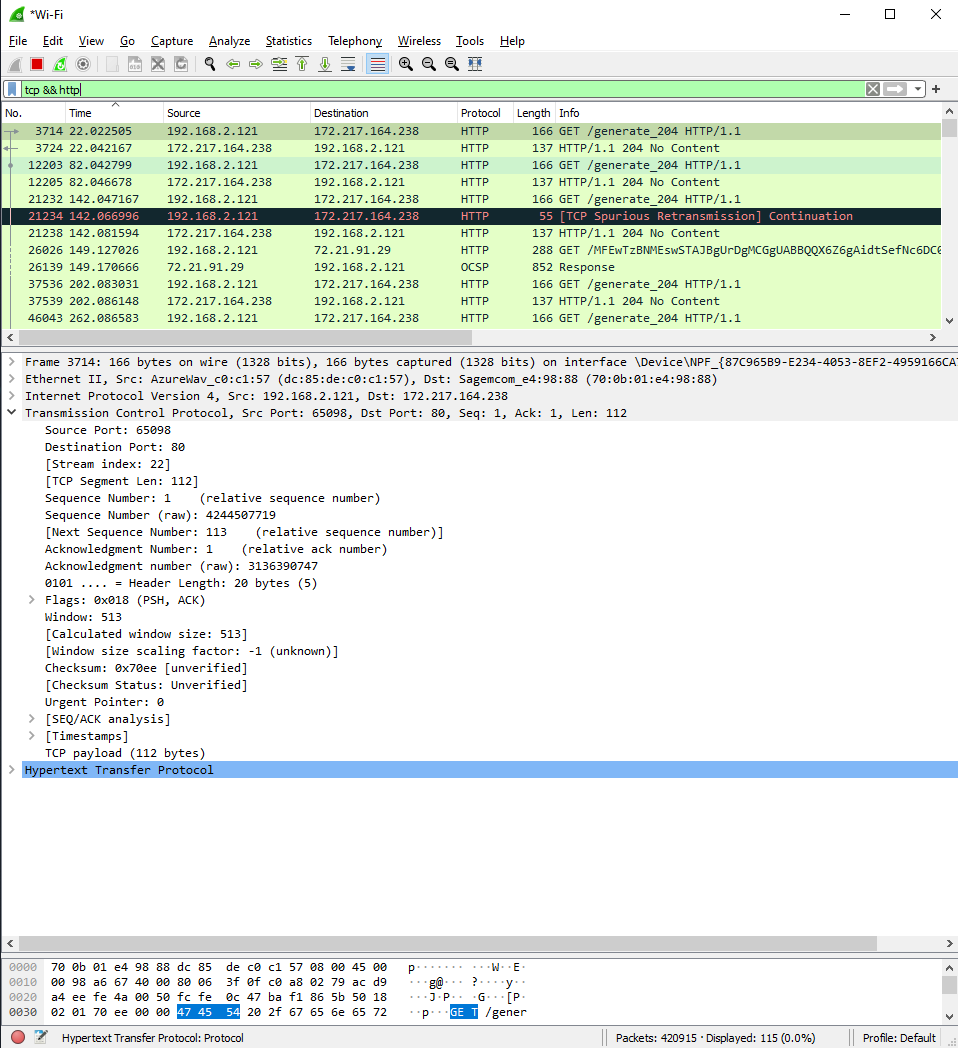 *Wi-Fi
File Edit View Go Capture Analyze Statistics Telephony Wireless Tools Help
tcp && http
No. Time Source Destination Protocol Length Info
3714 22.022505 192.168.2.121 172.217.164.238 HTTP 166 GET /generate_204 HTTP/1.1
3724 22.042167 172.217.164.238 192.168.2.121 HTTP 137 HTTP/1.1 204 No Content
12203 82.042799 192.168.2.121 172.217.164.238 HTTP 166 GET /generate_204 HTTP/1.1
12205 82.046678 172.217.164.238 192.168.2.121 HTTP 137 HTTP/1.1 204 No Content
21232 142.047167 192.168.2.121 172.217.164.238 HTTP 166 GET /generate_204 HTTP/1.1
21234 142.066996 192.168.2.121 172.217.164.238 HTTP 55 [TCP Spurious Retransmission] Continuation
21238 142.081594 172.217.164.238 192.168.2.121 HTTP 137 HTTP/1.1 204 No Content
26026 149.127026 192.168.2.121 72.21.91.29 HTTP 288 GET /MFEwTzBNMEswSTAJBgUrDgMCGgUABBQQX6Z6gAidtSefNc6DC0
26139 149.170666 72.21.91.29 192.168.2.121 OCSP 852 Response
37536 202.083031 192.168.2.121 172.217.164.238 HTTP 166 GET /generate_204 HTTP/1.1
37539 202.086148 172.217.164.238 192.168.2.121 HTTP 137 HTTP/1.1 204 No Content
46043 262.086583 192.168.2.121 172.217.164.238 HTTP 166 GET /generate_204 HTTP/1.1
Frame 3714: 166 bytes on wire (1328 bits), 166 bytes captured (1328 bits) on interface \Device\NPF_{87C965B9-E234-4053-8EF2-4959166CA7
Ethernet II, Src: AzureWav_c0:c1:57 (dc:85:de:c0:c1:57), Dst: Sagemcom_e4:98:88 (70:0b:01:e4:98:88)
Internet Protocol Version 4, Src: 192.168.2.121, Dst: 172.217.164.238
Transmission Control Protocol, Src Port: 65098, Dst Port: 80, Seq: 1, Ack: 1, Len: 112
Source Port: 65098
Destination Port: 80
[Stream index: 22]
[TCP Segment Len: 112]
Sequence Number: 1 (relative sequence number)
Sequence Number (raw): 4244507719
[Next Sequence Number: 113 (relative sequence number)]
Acknowledgment Number: 1 (relative ack number)
Acknowledgment number (raw): 3136390747
0101 .... = Header Length: 20 bytes (5)
Flags: 0x018 (PSH, ACK)
Window: 513
[Calculated window size: 513]
[Window size scaling factor: -1 (unknown)]
Checksum: 0x70ee [unverified]
[Checksum Status: Unverified]
Urgent Pointer: 0
[SEQ/ACK analysis]
[Timestamps]
TCP payload (112 bytes)
Hypertext Transfer Protocol
0000 70 0b 01 e4 98 88 dc 85 de c0 c1 57 08 00 45 00 p······· ···W··E·
0010 00 98 a6 67 40 00 80 06 3f 0f c0 a8 02 79 ac d9 ···g@··· ?····y··
0020 a4 ee fe 4a 00 50 fc fe 0c 47 ba f1 86 5b 50 18 ···J·P·· ·G···[P·
0030 02 01 70 ee 00 00 47 45 54 20 2f 67 65 6e 65 72 ··p···GE T /gener
Hypertext Transfer Protocol: Protocol
Packets: 420915 · Displayed: 115 (0.0%)
Profile: Default